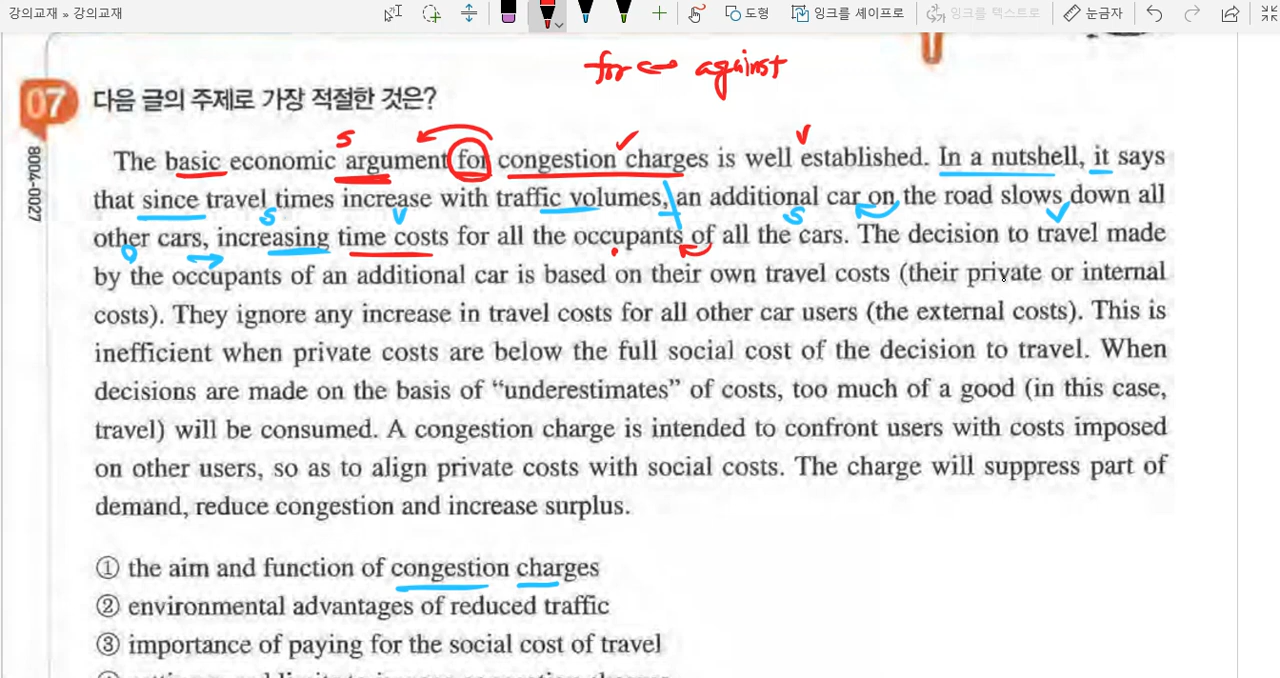 강의교재 » 강의교재
도형 잉크를 셰이프로 잉크를 텍스트로 눈금자
for ↔ against
07 다음 글의 주제로 가장 적절한 것은?
8004-0027
S V
The basic economic argument for congestion charges is well established. In a nutshell, it says
that since travel times increase with traffic volumes, an additional car on the road slows down all
S V S V
other cars, increasing time costs for all the occupants of all the cars. The decision to travel made
O
by the occupants of an additional car is based on their own travel costs (their private or internal
costs). They ignore any increase in travel costs for all other car users (the external costs). This is
inefficient when private costs are below the full social cost of the decision to travel. When
decisions are made on the basis of “underestimates” of costs, too much of a good (in this case,
travel) will be consumed. A congestion charge is intended to confront users with costs imposed
on other users, so as to align private costs with social costs. The charge will suppress part of
demand, reduce congestion and increase surplus.
① the aim and function of congestion charges
② environmental advantages of reduced traffic
③ importance of paying for the social cost of travel